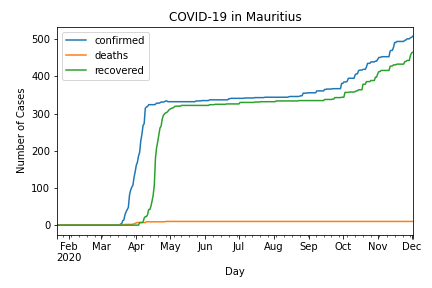 COVID-19 in Mauritius
confirmed
deaths
recovered
Number of Cases
500
400
300
200
100
0
Feb Mar Apr May Jun Jul Aug Sep Oct Nov Dec
2020
Day